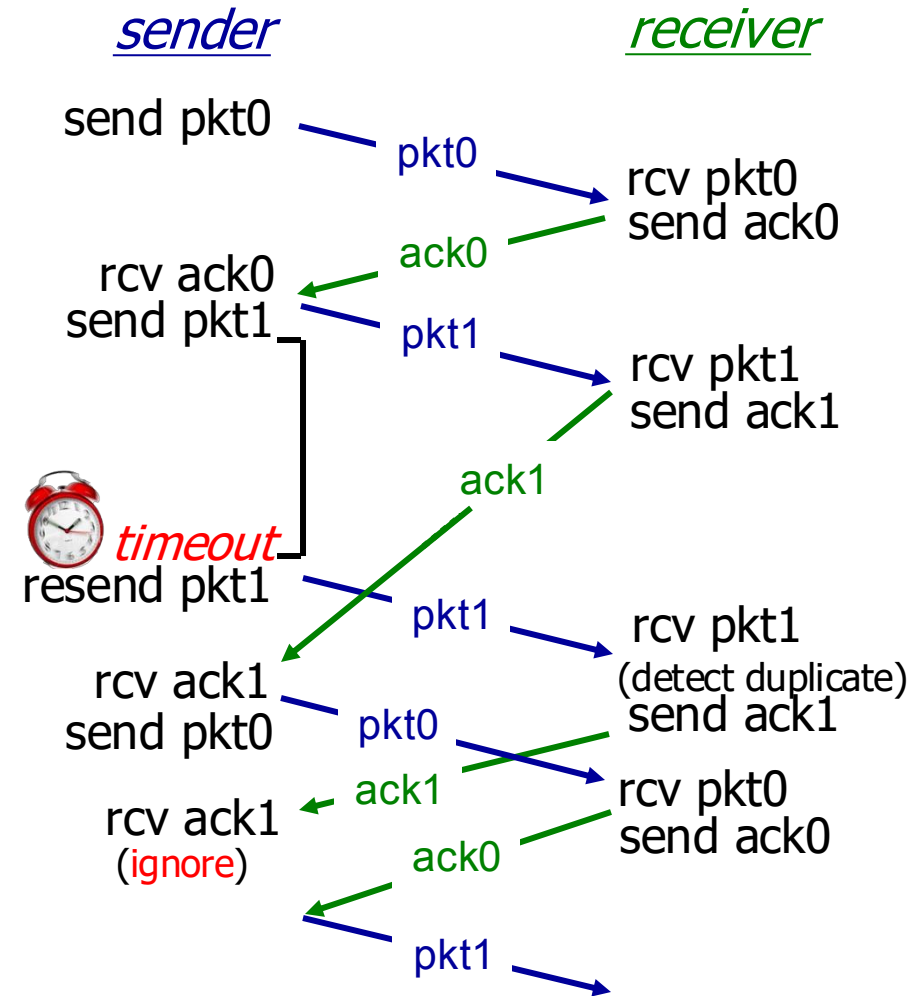 sender
receiver
send pkt0
pkt0
rcv pkt0
send ack0
ack0
rcv ack0
send pkt1
pkt1
rcv pkt1
send ack1
ack1
timeout
resend pkt1
pkt1
rcv pkt1
(detect duplicate)
send ack1
rcv ack1
send pkt0
pkt0
ack1
rcv pkt0
send ack0
rcv ack1
(ignore)
ack0
pkt1